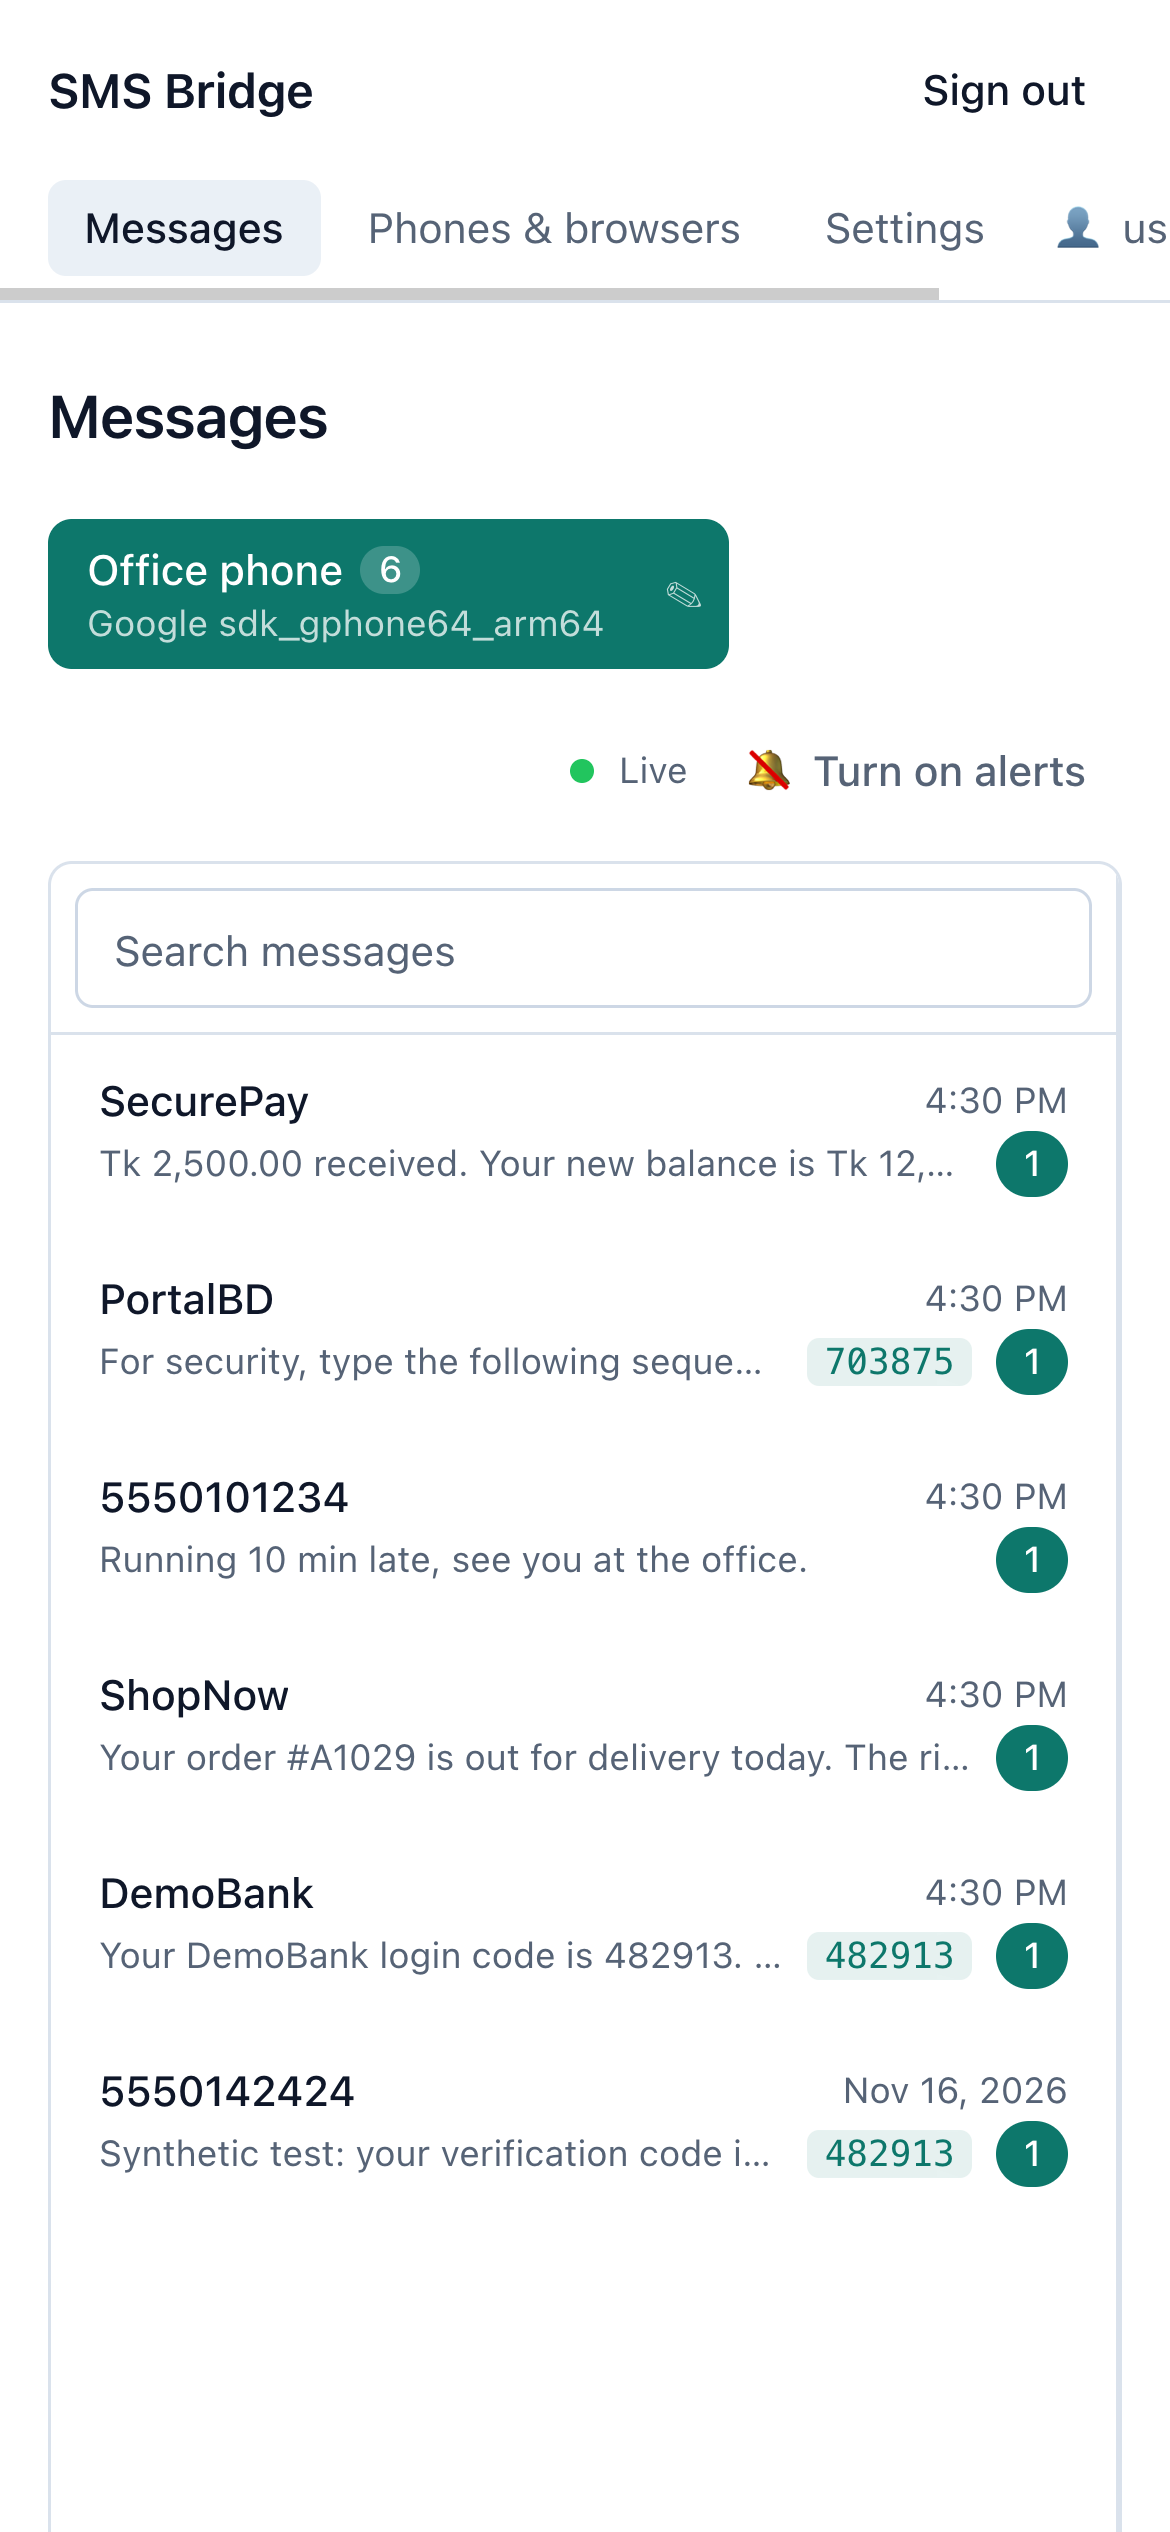 SMS Bridge
Sign out
Messages
Phones & browsers
Settings
us
Messages
Office phone 6
Google sdk_gphone64_arm64
Live
Turn on alerts
Search messages
SecurePay 4:30 PM
Tk 2,500.00 received. Your new balance is Tk 12,... 1
PortalBD 4:30 PM
For security, type the following seque... 703875 1
5550101234 4:30 PM
Running 10 min late, see you at the office. 1
ShopNow 4:30 PM
Your order #A1029 is out for delivery today. The ri... 1
DemoBank 4:30 PM
Your DemoBank login code is 482913. ... 482913 1
5550142424 Nov 16, 2026
Synthetic test: your verification code i... 482913 1